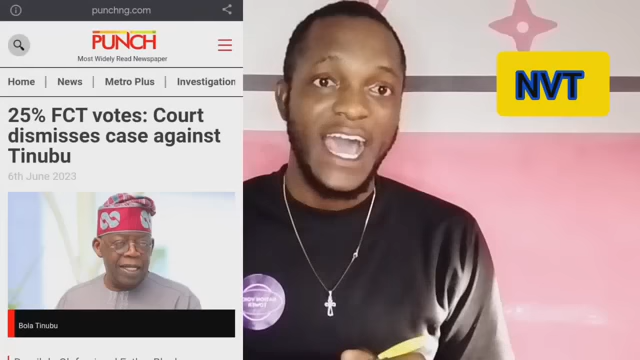 punchng.com
PUNCH
Most Widely Read Newspaper
Home | News | Metro Plus | Investigation
25% FCT votes: Court
dismisses case against
Tinubu
6th June 2023
Bola Tinubu
NVT